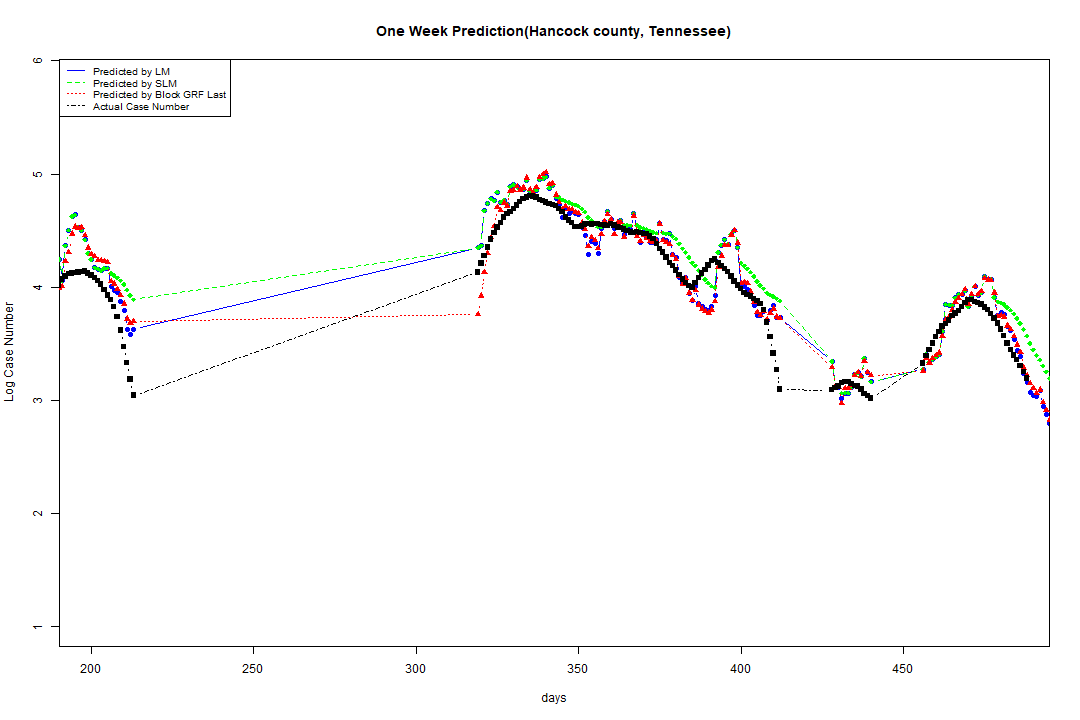 One Week Prediction(Hancock county, Tennessee)
Predicted by LM
Predicted by SLM
Predicted by Block GRF Last
Actual Case Number
6
5
4
3
2
1
Log Case Number
200 250 300 350 400 450
days